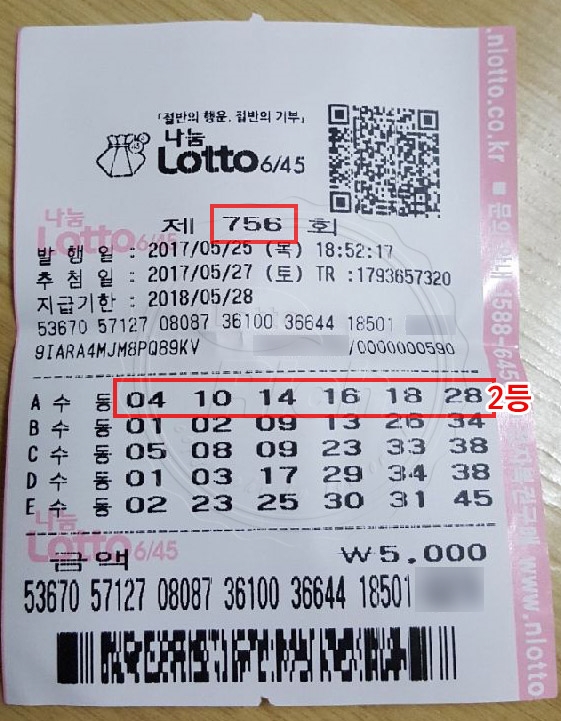 「절반의 행운, 절반의 기부」
나눔
Lotto 6/45
제 756 회
발 행 일 : 2017/05/25 (목) 18:52:17
추 첨 일 : 2017/05/27 (토) TR :1793657320
지급기한 : 2018/05/28
53670 57127 08087 36100 36644 18501
9IARA4MJM8PQ89KV /0000000590
A 수 동 04 10 14 16 18 28 2등
B 수 동 01 02 09 13 26 34
C 수 동 05 08 09 23 33 38
D 수 동 01 03 17 29 34 38
E 수 동 02 23 25 30 31 45
나눔
Lotto 6/45
금액 ₩5,000
53670 57127 08087 36100 36644 18501
.nlotto.co.kr
1588-645
www.nlotto